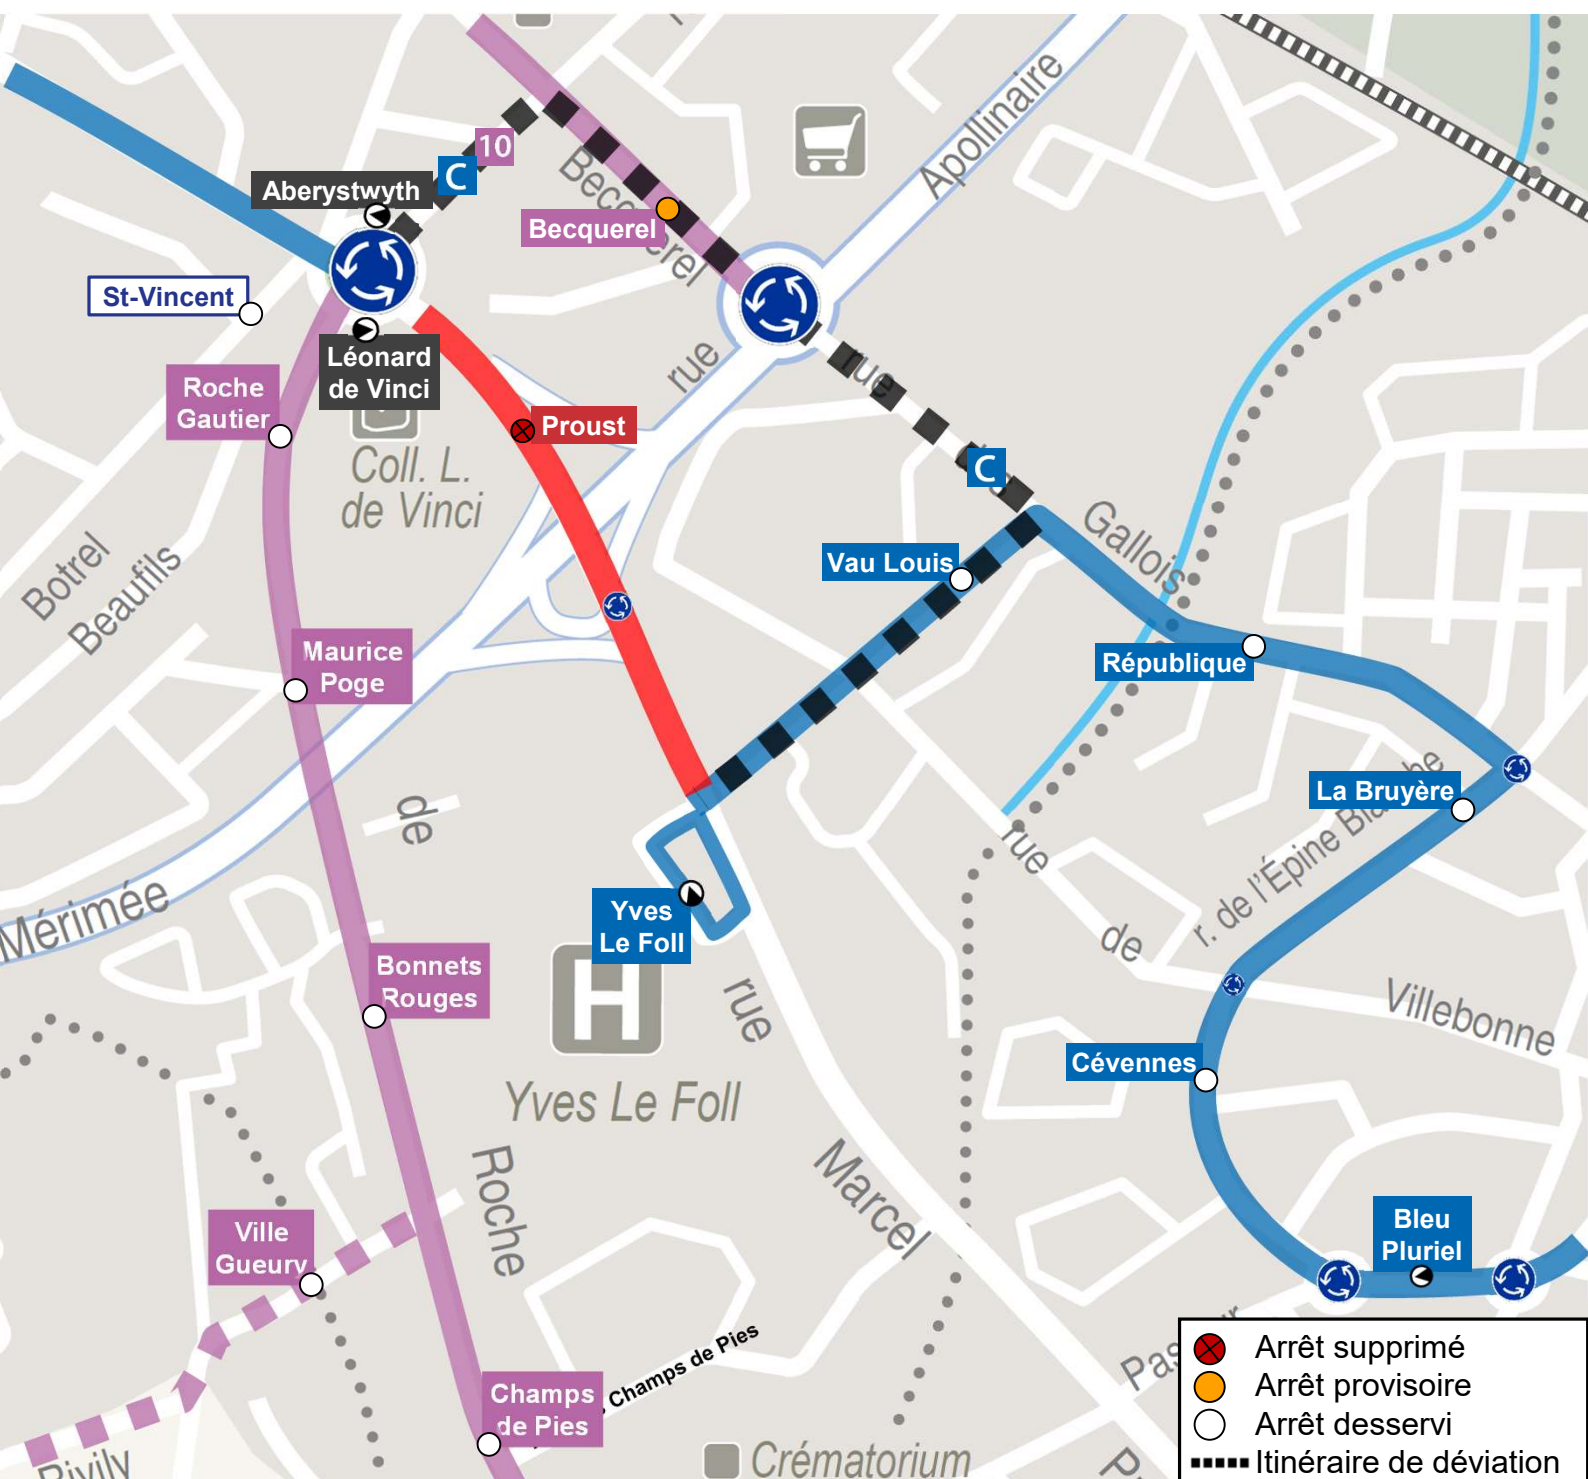 Apollinaire
10
C
Aberystwyth
Becquerel
Becquerel
St-Vincent
Léonard
de Vinci
rue
rue
Roche
Gautier
Proust
Coll. L.
de Vinci
C
Gallois
Vau Louis
Botrel
Beaufils
République
Maurice
Poge
La Bruyère
de
rue
r. de l'Épine Blanche
Mérimée
Yves
Le Foll
de
Bonnets
Rouges
H
rue
Villebonne
Cévennes
Yves Le Foll
Roche
Marcel
Ville
Gueury
Bleu
Pluriel
Champs de Pies
Champs
de Pies
Crématorium
Arrêt supprimé
Arrêt provisoire
Arrêt desservi
Itinéraire de déviation